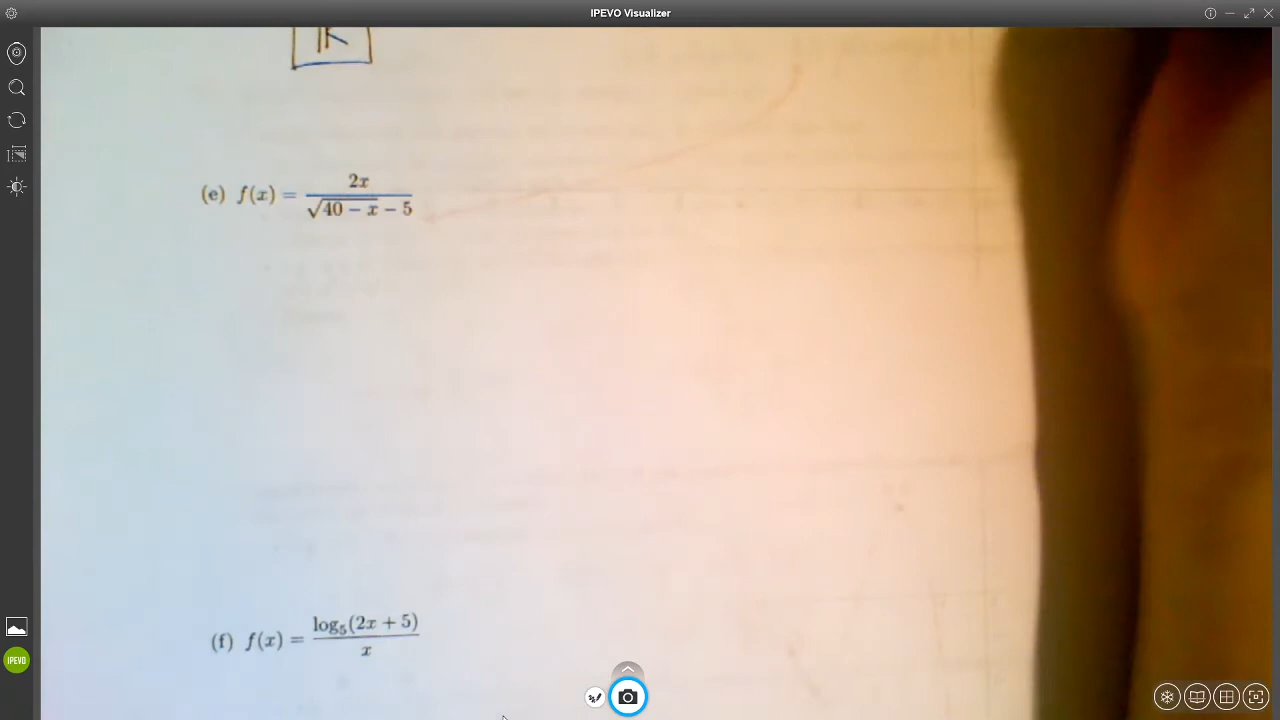 IPEVO Visualizer
ℝ
(e) f(x) = 2x / (√(40 − x) − 5)
(f) f(x) = log₅(2x + 5) / x
IPEVO